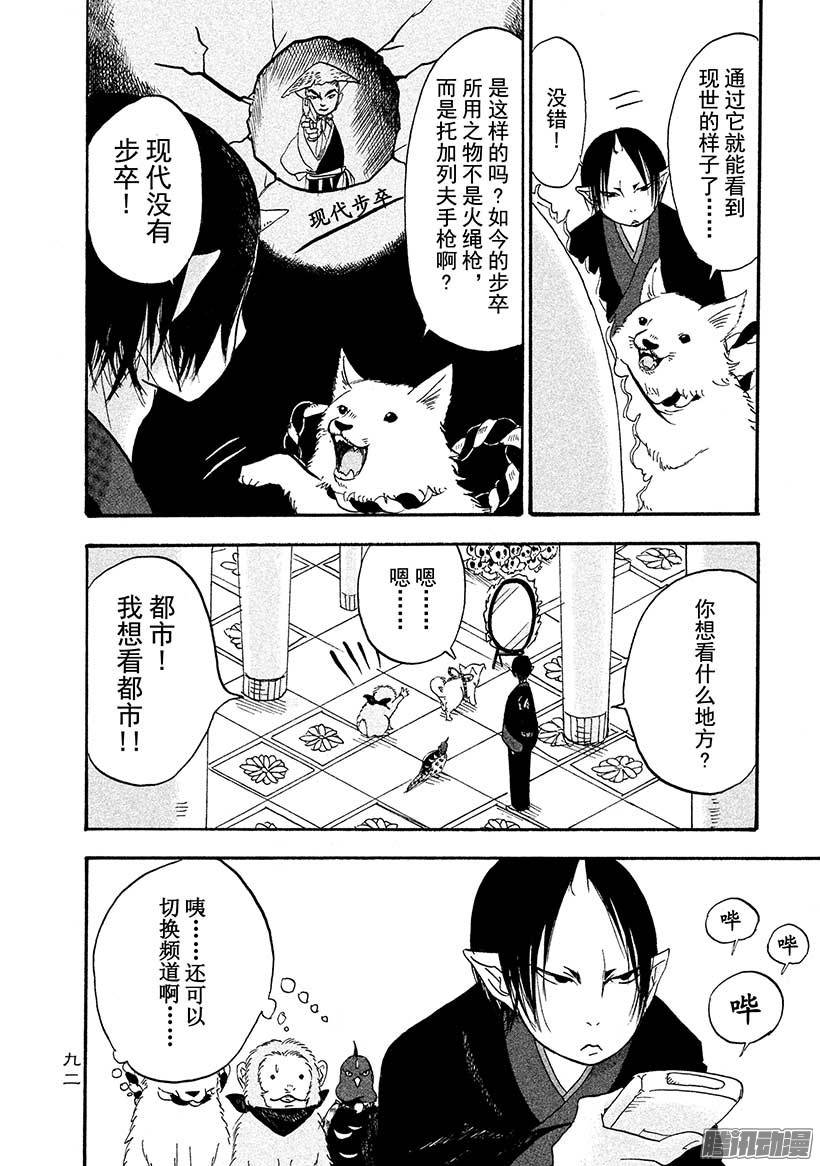 通过它就能看到
现世的样子了……
没错！
是这样的吗？如今的步卒
所用之物不是火绳枪，
而是托加列夫手枪啊？
现代步卒
现代没有
步卒！
你想看什么地方？
嗯……
嗯……
都市！
我想看都市！！
哔
哔
哔
咦……还可以
切换频道啊……
九二
腾讯动漫